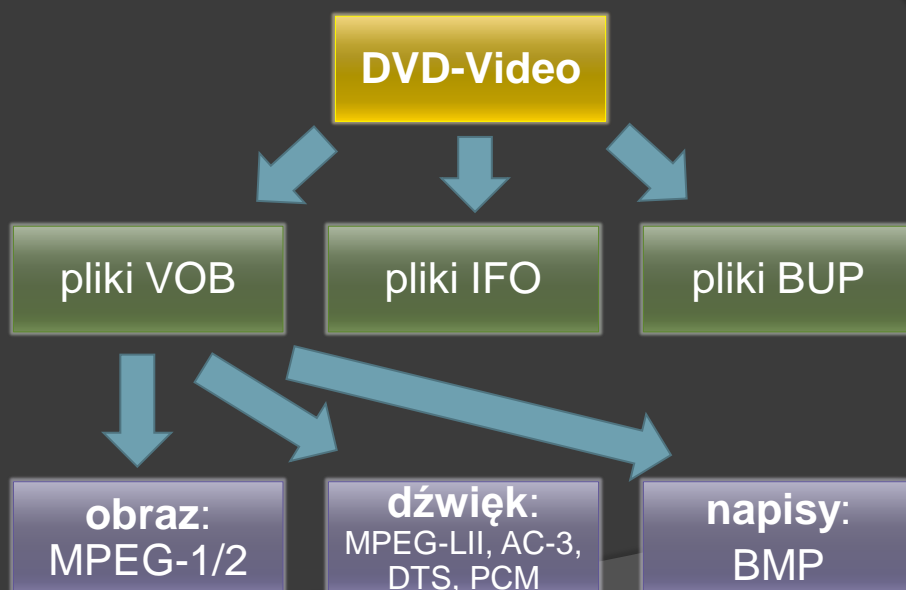 DVD-Video
pliki VOB
pliki IFO
pliki BUP
obraz:
MPEG-1/2
dźwięk:
MPEG-LII, AC-3,
DTS, PCM
napisy:
BMP